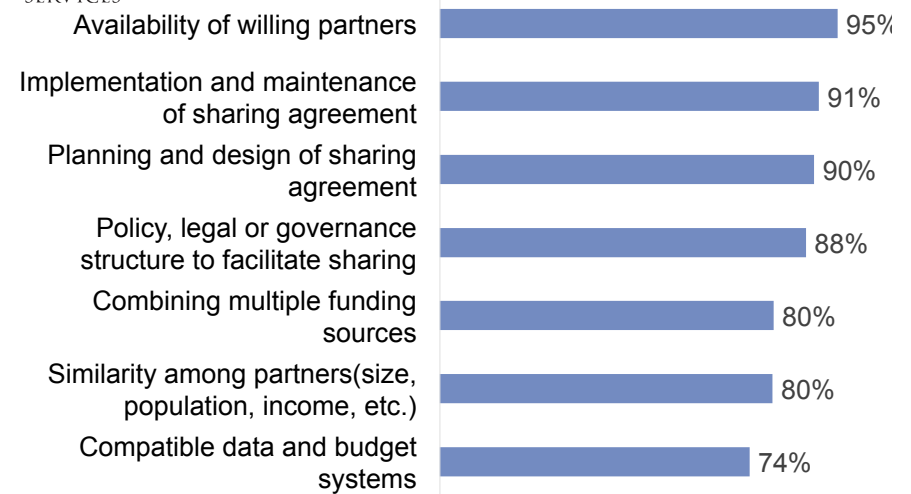 SERVICES
Availability of willing partners
95%
Implementation and maintenance
of sharing agreement
91%
Planning and design of sharing
agreement
90%
Policy, legal or governance
structure to facilitate sharing
88%
Combining multiple funding
sources
80%
Similarity among partners(size,
population, income, etc.)
80%
Compatible data and budget
systems
74%